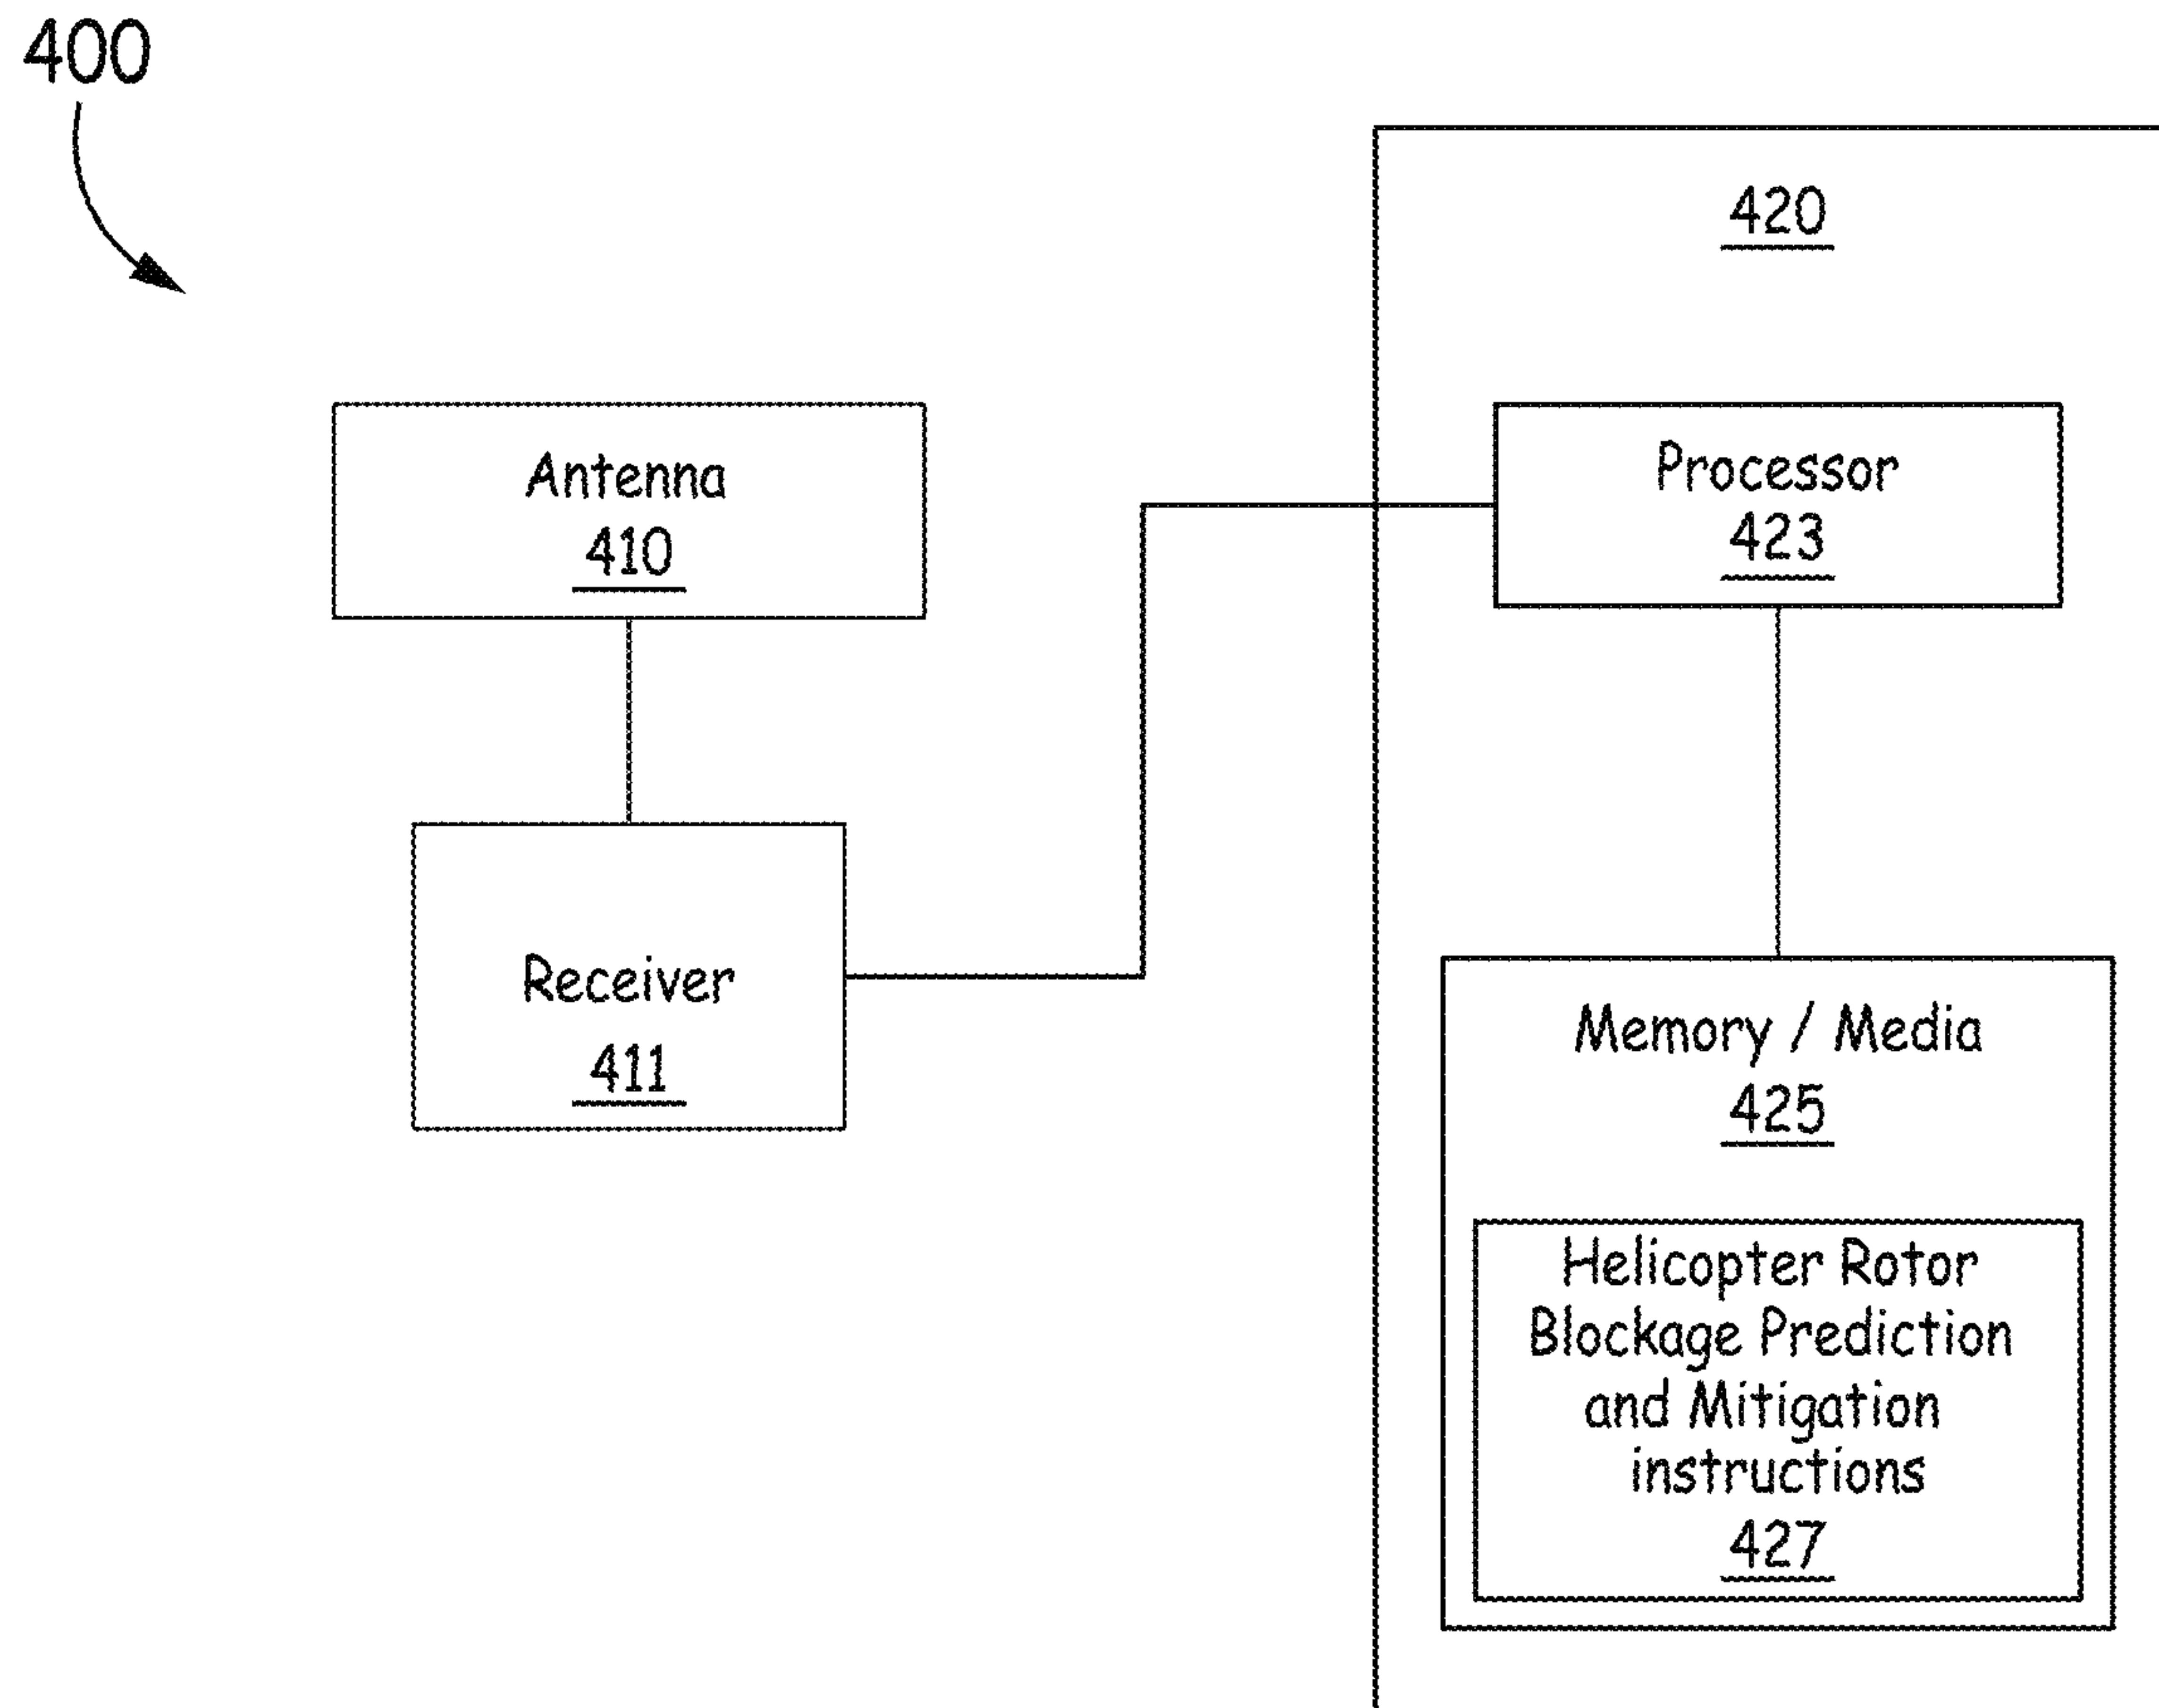 400
420
Antenna
410
Processor
423
Receiver
411
Memory / Media
425
Helicopter Rotor
Blockage Prediction
and Mitigation
instructions
427